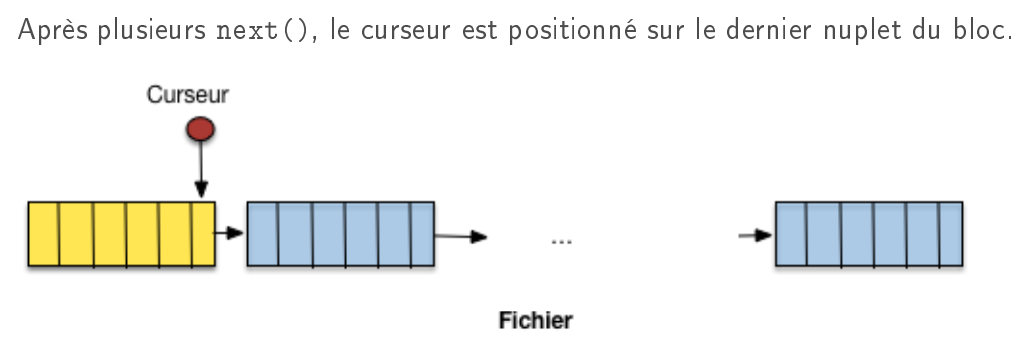 Après plusieurs next(), le curseur est positionné sur le dernier nuplet du bloc.
Curseur
...
Fichier